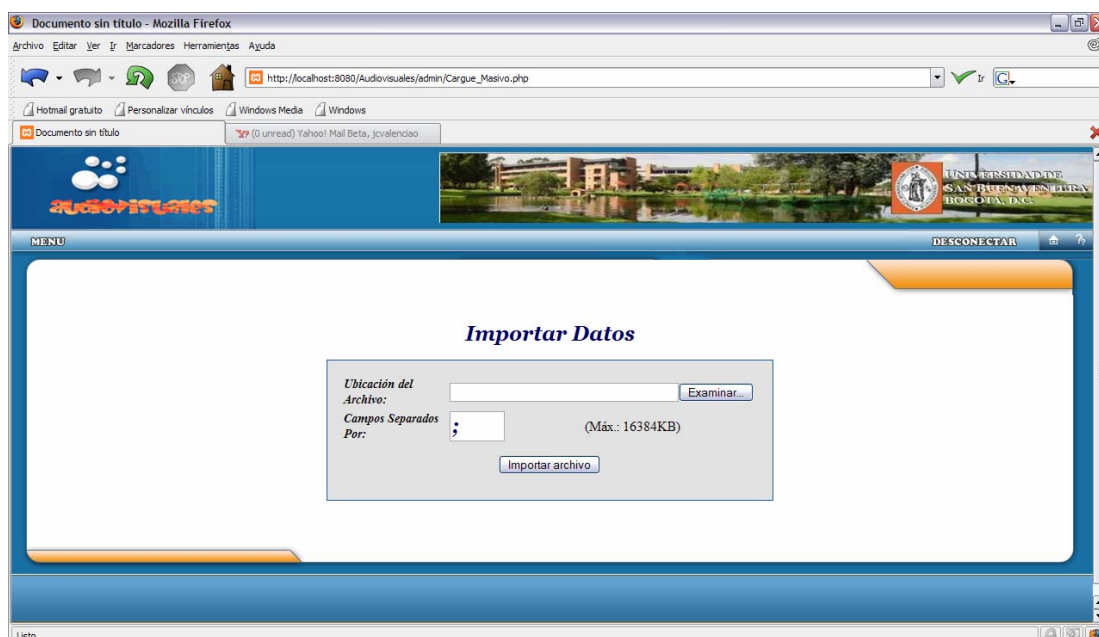 Documento sin título - Mozilla Firefox
Archivo Editar Ver Ir Marcadores Herramientas Ayuda
STOP
http://localhost:8080/Audiovisuales/admin/Cargue_Masivo.php
Ir
G
Hotmail gratuito Personalizar vínculos Windows Media Windows
Documento sin título
(0 unread) Yahoo! Mail Beta, jcvalenciao
audiovisuales
UNIVERSIDAD DE
SAN BUENAVENTURA
BOGOTÁ, D.C.
MENU
DESCONECTAR
Importar Datos
Ubicación del
Archivo:
Examinar...
Campos Separados
Por:
;
(Máx.: 16384KB)
Importar archivo
Listo